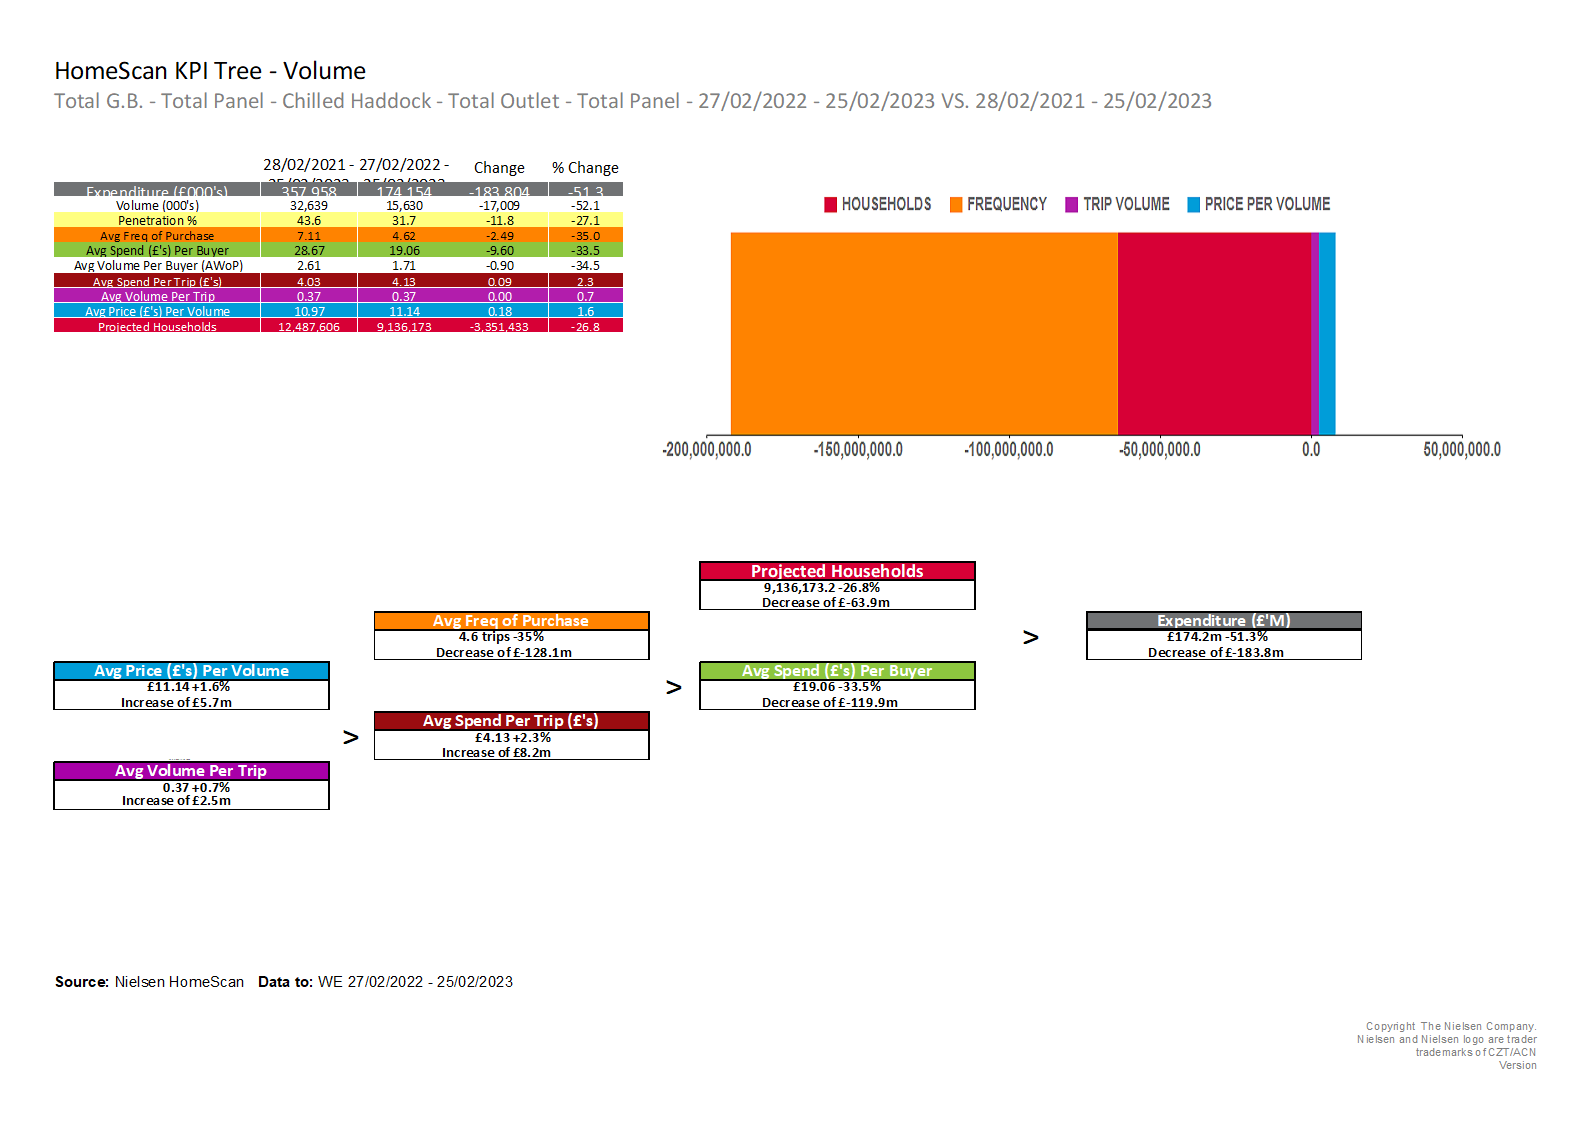 HomeScan KPI Tree - Volume
Total G.B. - Total Panel - Chilled Haddock - Total Outlet - Total Panel - 27/02/2022 - 25/02/2023 VS. 28/02/2021 - 25/02/2023
28/02/2021 - 27/02/2022 - Change % Change
Expenditure (£000's) 357,958 174,154 -183,804 -51.3
Volume (000's) 32,639 15,630 -17,009 -52.1
Penetration % 43.6 31.7 -11.8 -27.1
Avg Freq of Purchase 7.11 4.62 -2.49 -35.0
Avg Spend (£'s) Per Buyer 28.67 19.06 -9.60 -33.5
Avg Volume Per Buyer (AWoP) 2.61 1.71 -0.90 -34.5
Avg Spend Per Trip (£'s) 4.03 4.13 0.09 2.3
Avg Volume Per Trip 0.37 0.37 0.00 0.7
Avg Price (£'s) Per Volume 10.97 11.14 0.18 1.6
Projected Households 12,487,606 9,136,173 -3,351,433 -26.8
HOUSEHOLDS FREQUENCY TRIP VOLUME PRICE PER VOLUME
-200,000,000.0 -150,000,000.0 -100,000,000.0 -50,000,000.0 0.0 50,000,000.0
Projected Households
9,136,173.2 -26.8%
Decrease of £-63.9m
Avg Freq of Purchase
4.6 trips -35%
Decrease of £-128.1m
>
Expenditure (£'M)
£174.2m -51.3%
Decrease of £-183.8m
Avg Price (£'s) Per Volume
£11.14 +1.6%
Increase of £5.7m
>
Avg Spend (£'s) Per Buyer
£19.06 -33.5%
Decrease of £-119.9m
>
Avg Spend Per Trip (£'s)
£4.13 +2.3%
Increase of £8.2m
Avg Volume Per Trip
0.37 +0.7%
Increase of £2.5m
Source: Nielsen HomeScan Data to: WE 27/02/2022 - 25/02/2023
Copyright The Nielsen Company.
Nielsen and Nielsen logo are trader
trademarks of CZT/ACN
Version